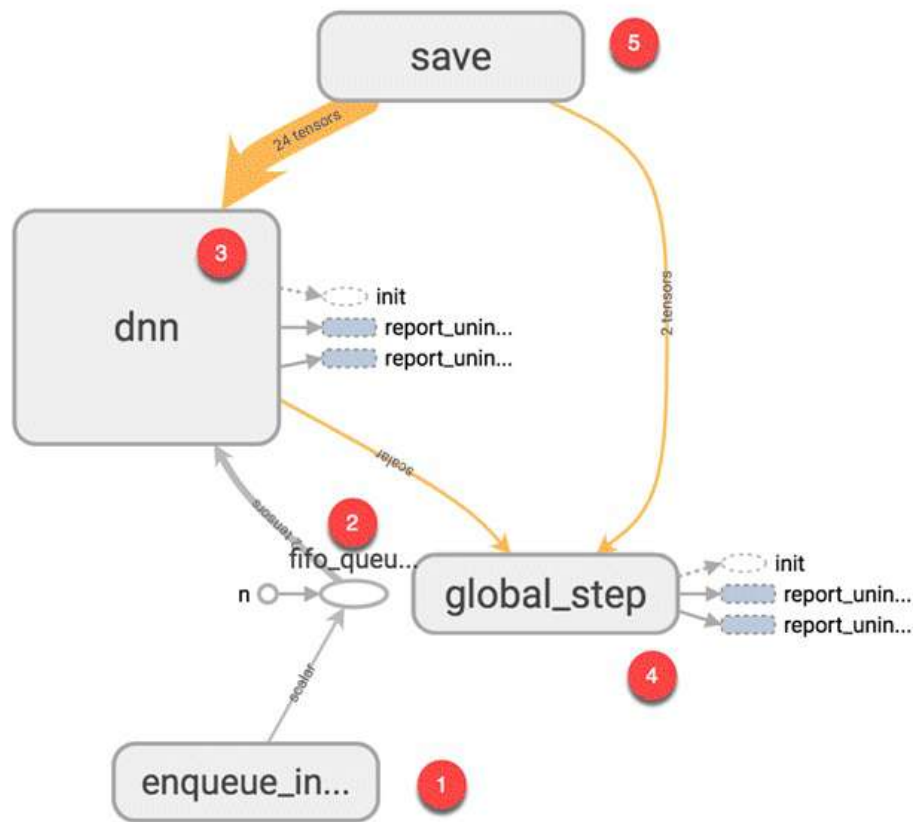 save
5
24 tensors
3
dnn
init
report_unin...
report_unin...
2 tensors
scalar
2
tensors
fifo_queu...
n
global_step
init
report_unin...
report_unin...
4
scalar
enqueue_in...
1